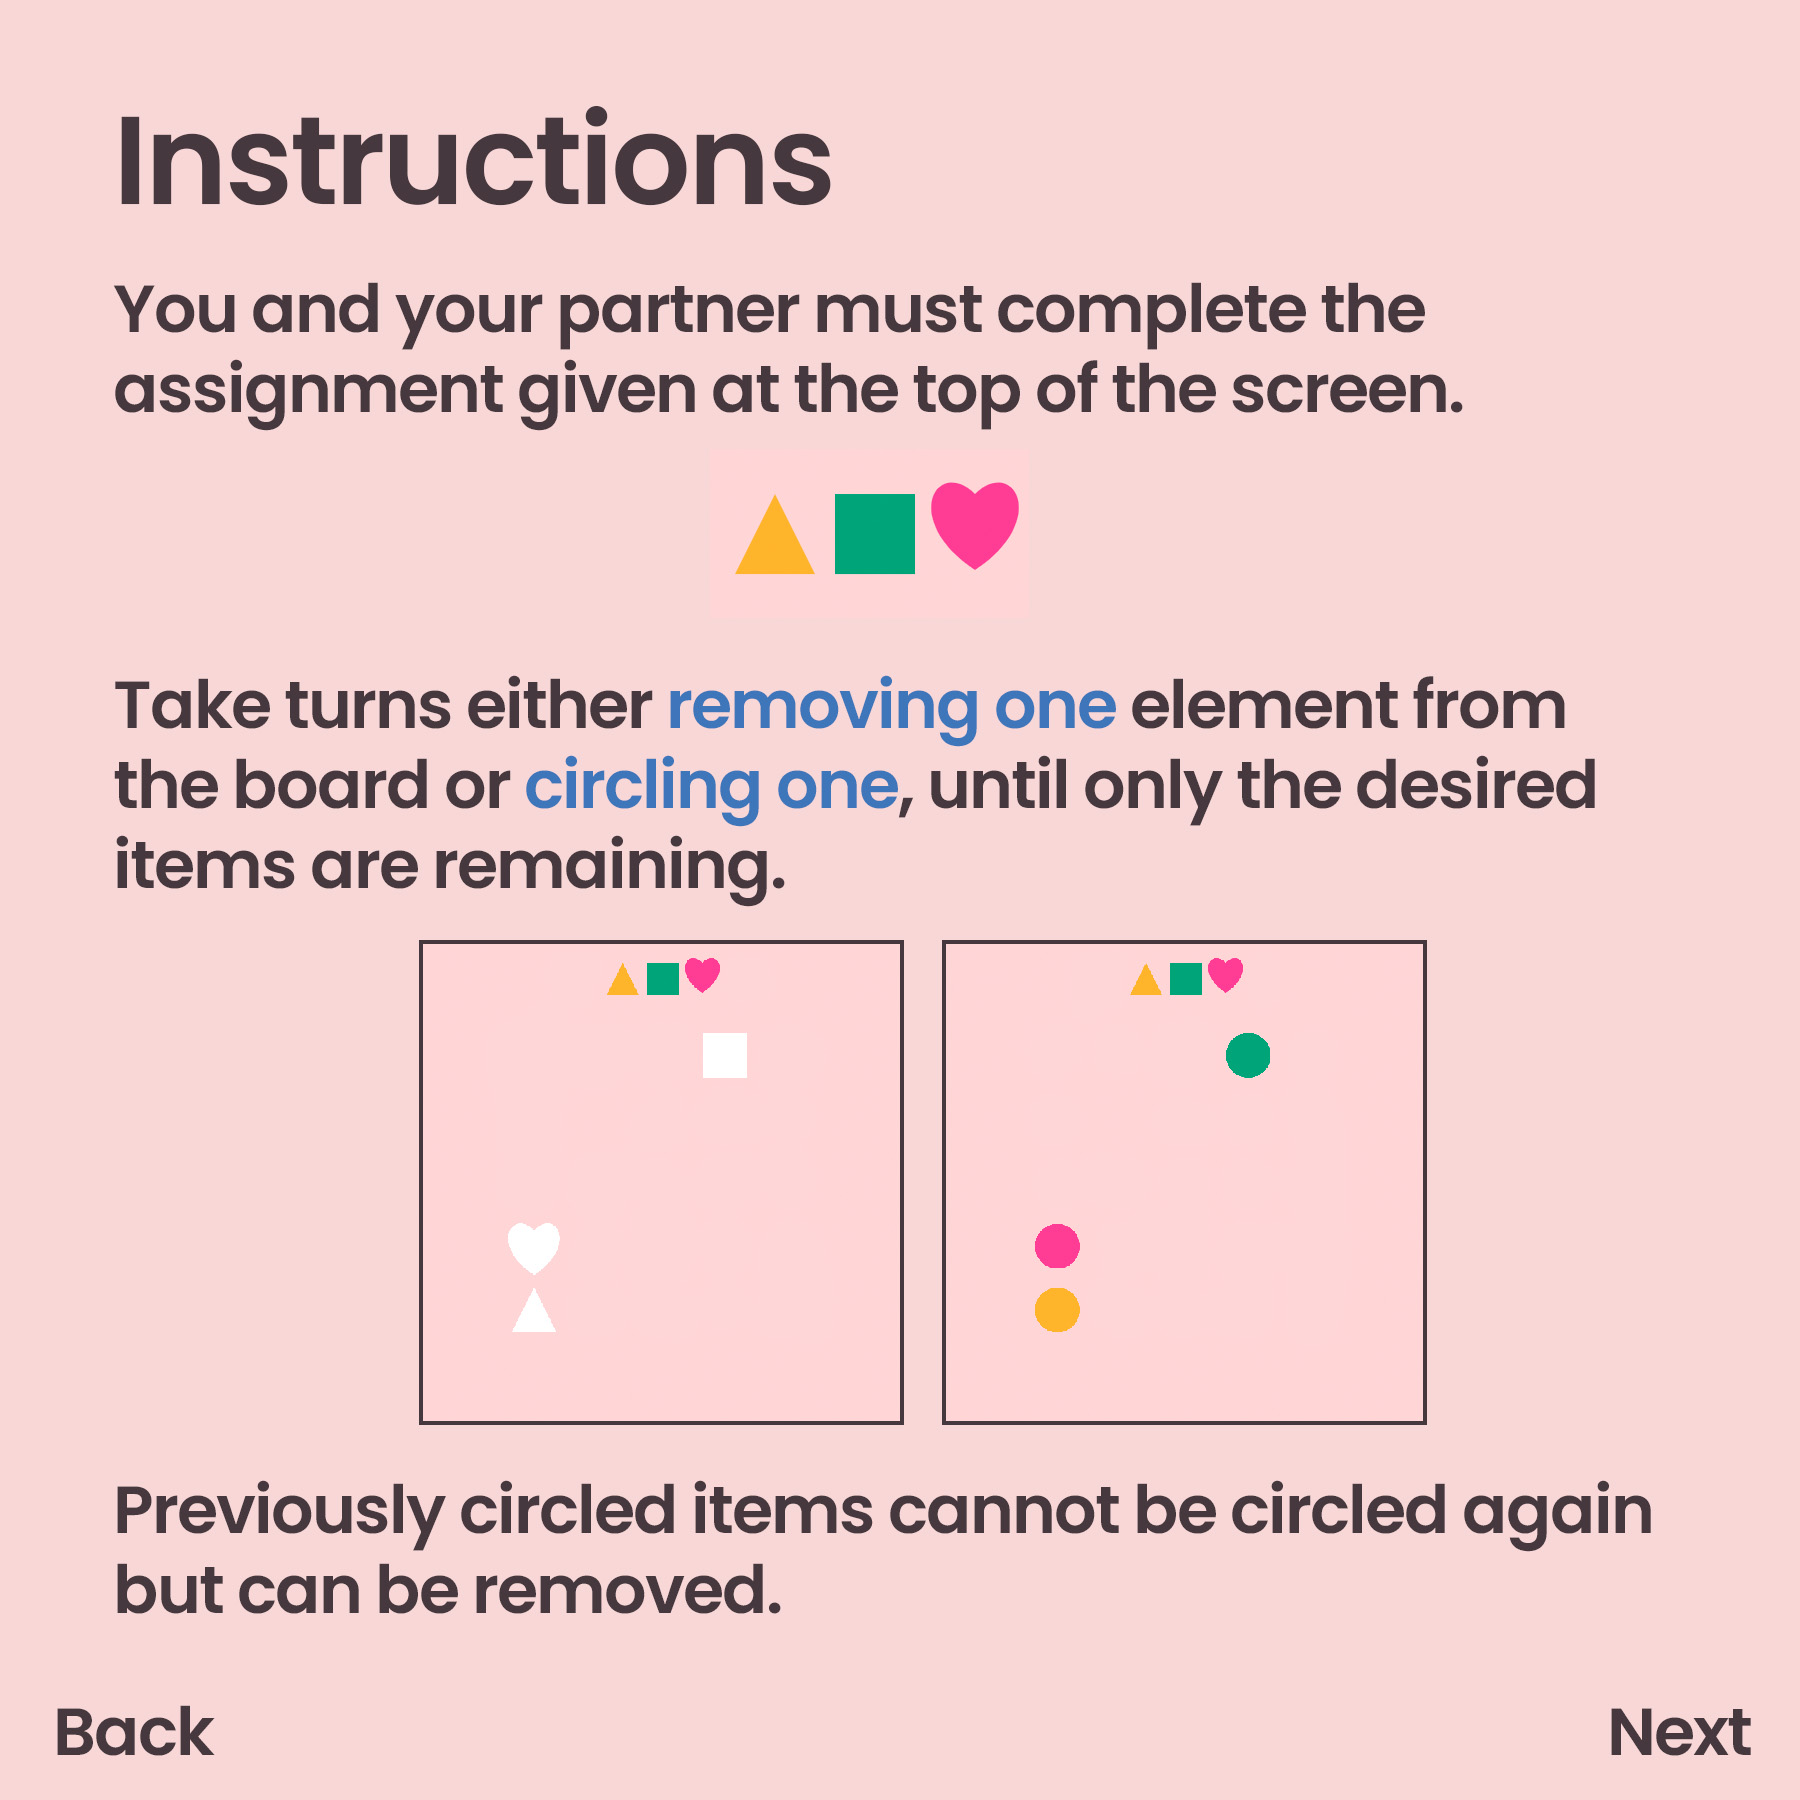 Instructions
You and your partner must complete the
assignment given at the top of the screen.
Take turns either removing one element from
the board or circling one, until only the desired
items are remaining.
Previously circled items cannot be circled again
but can be removed.
Back
Next